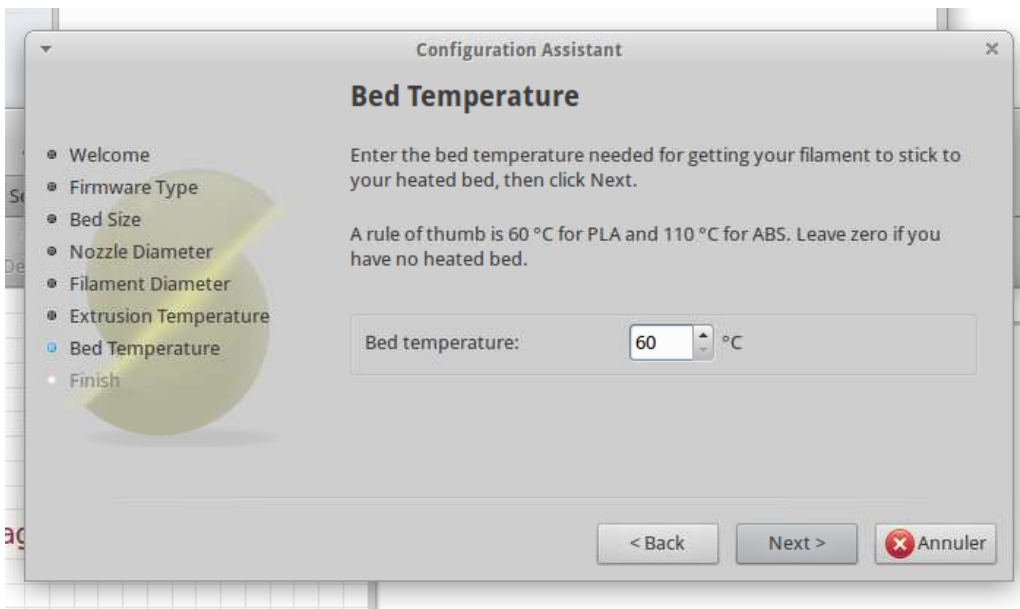 Configuration Assistant
Bed Temperature
Welcome
Firmware Type
Bed Size
Nozzle Diameter
Filament Diameter
Extrusion Temperature
Bed Temperature
Finish
Enter the bed temperature needed for getting your filament to stick to
your heated bed, then click Next.
A rule of thumb is 60 °C for PLA and 110 °C for ABS. Leave zero if you
have no heated bed.
Bed temperature: 60 °C
< Back Next > Annuler